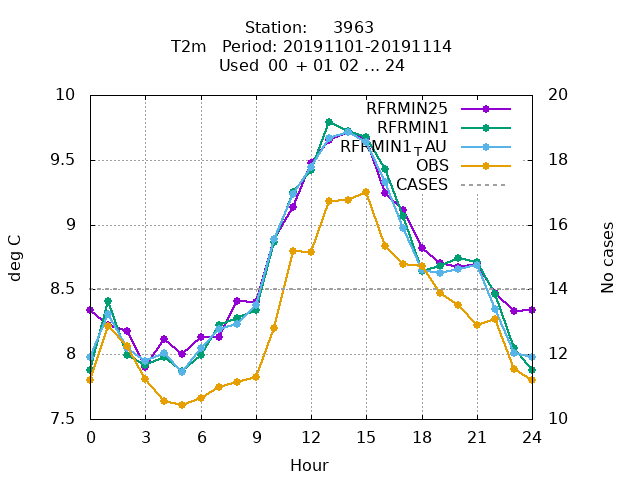 Station:     3963
T2m   Period: 20191101-20191114
Used  00  + 01 02 ... 24
10
9.5
9
8.5
8
7.5
deg C
20
18
16
14
12
10
No cases
RFRMIN25
RFRMIN1
RFRMIN1_TAU
OBS
CASES
0 3 6 9 12 15 18 21 24
Hour